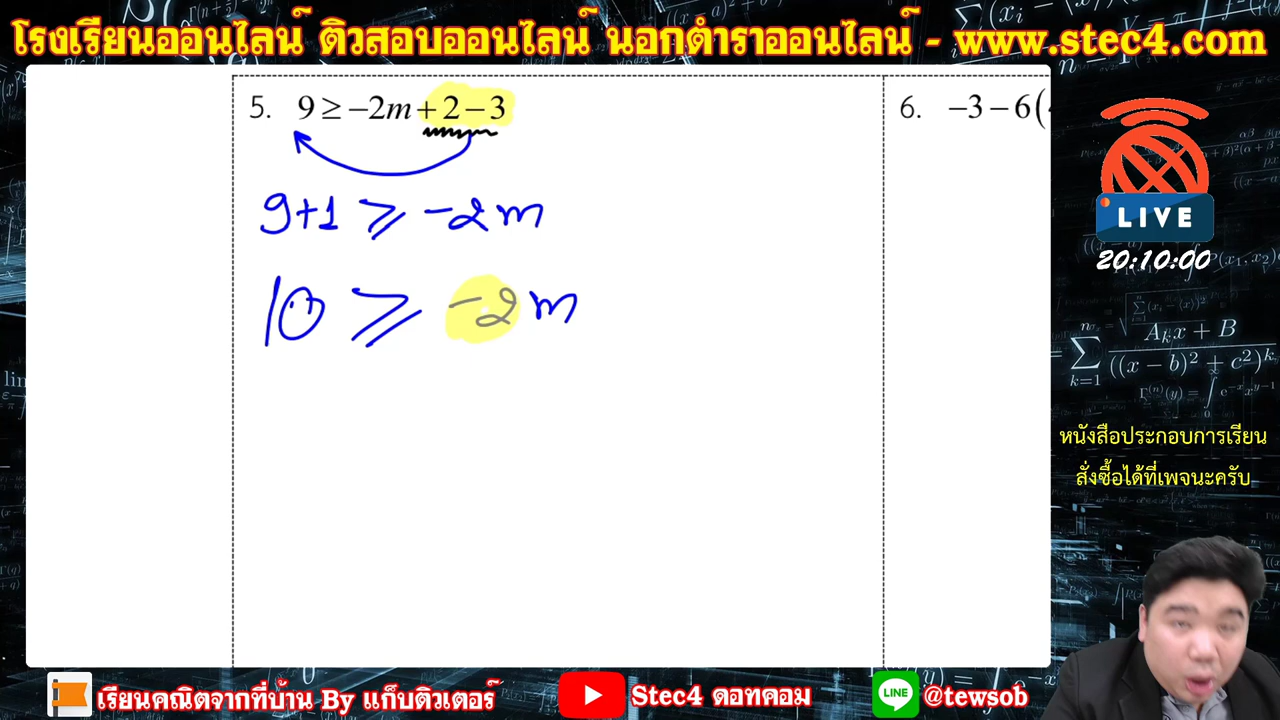 โรงเรียนออนไลน์ ติวสอบออนไลน์ นอกตำราออนไลน์ - www.stec4.com
5. 9 ≥ −2m + 2 − 3
6. −3 − 6(
9+1 ≥ −2m
10 ≥ −2m
LIVE
20:10:00
หนังสือประกอบการเรียน
สั่งซื้อได้ที่เพจนะครับ
เรียนคณิตจากที่บ้าน By แก็บติวเตอร์
Stec4 ดอทคอม
LINE
@tewsob